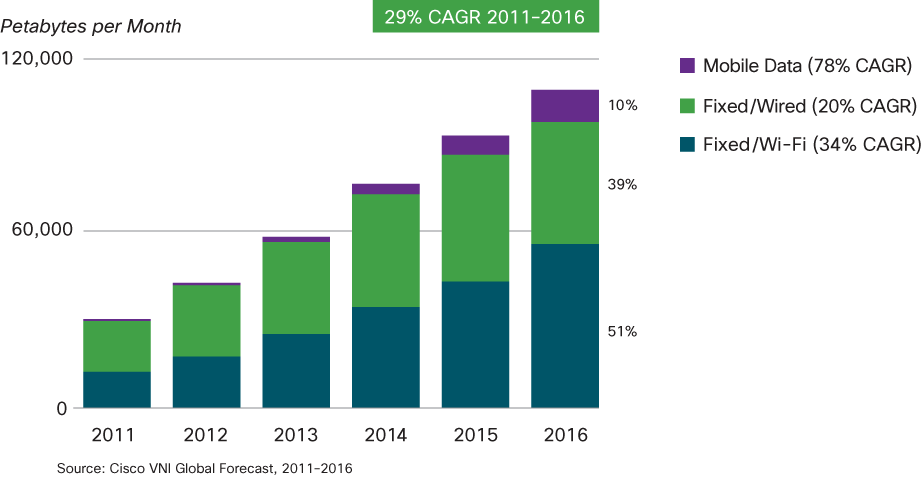 29% CAGR 2011–2016
Petabytes per Month
120,000
60,000
0
Mobile Data (78% CAGR)
Fixed/Wired (20% CAGR)
Fixed/Wi-Fi (34% CAGR)
10%
39%
51%
2011 2012 2013 2014 2015 2016
Source: Cisco VNI Global Forecast, 2011–2016